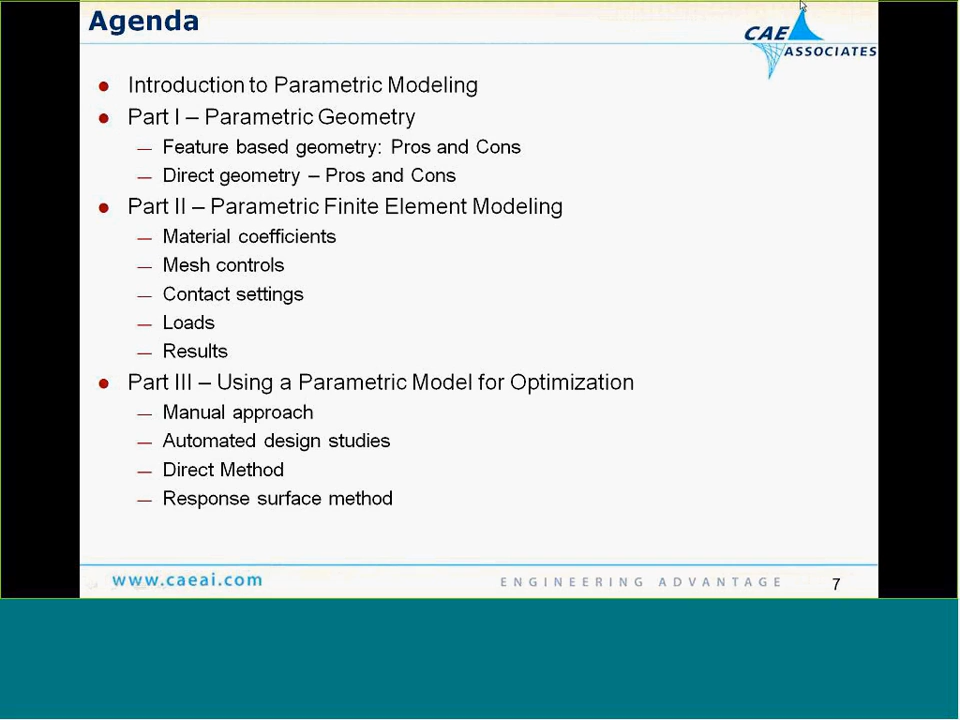 Agenda
CAE
ASSOCIATES
● Introduction to Parametric Modeling
● Part I – Parametric Geometry
— Feature based geometry: Pros and Cons
— Direct geometry – Pros and Cons
● Part II – Parametric Finite Element Modeling
— Material coefficients
— Mesh controls
— Contact settings
— Loads
— Results
● Part III – Using a Parametric Model for Optimization
— Manual approach
— Automated design studies
— Direct Method
— Response surface method
www.caeai.com
ENGINEERING ADVANTAGE
7